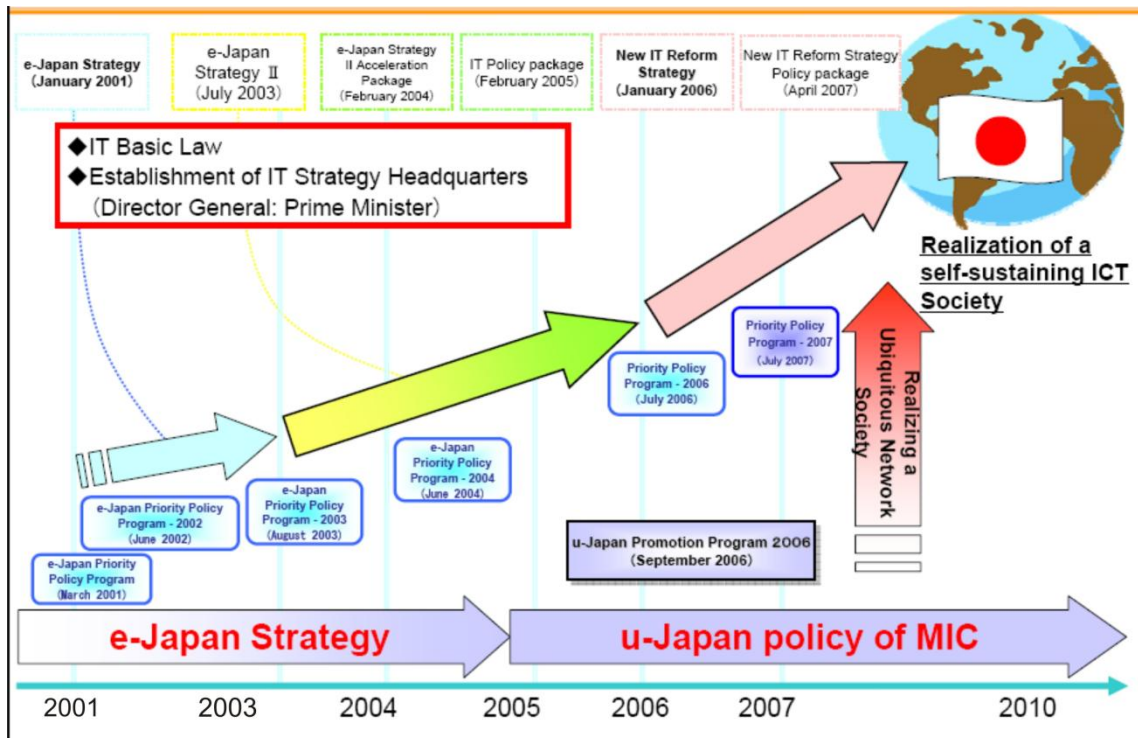 e-Japan Strategy
(January 2001)
e-Japan
Strategy Ⅱ
(July 2003)
e-Japan Strategy
II Acceleration
Package
(February 2004)
IT Policy package
(February 2005)
New IT Reform
Strategy
(January 2006)
New IT Reform Strategy
Policy package
(April 2007)
◆IT Basic Law
◆Establishment of IT Strategy Headquarters
(Director General: Prime Minister)
Realization of a
self-sustaining ICT
Society
Priority Policy
Program - 2007
(July 2007)
Priority Policy
Program - 2006
(July 2006)
Realizing a
Ubiquitous Network
Society
e-Japan
Priority Policy
Program - 2004
(June 2004)
e-Japan
Priority Policy
Program - 2003
(August 2003)
e-Japan Priority Policy
Program - 2002
(June 2002)
e-Japan Priority
Policy Program
(March 2001)
u-Japan Promotion Program 2006
(September 2006)
e-Japan Strategy
u-Japan policy of MIC
2001
2003
2004
2005
2006
2007
2010